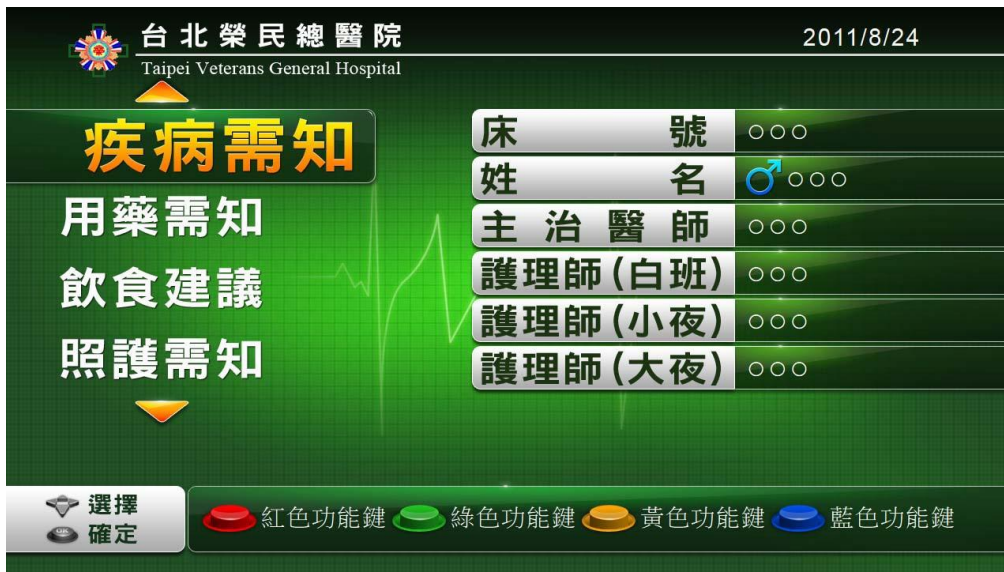 台北榮民總醫院
Taipei Veterans General Hospital
2011/8/24
疾病需知
用藥需知
飲食建議
照護需知
床號 ○○○
姓名 ♂○○○
主治醫師 ○○○
護理師(白班) ○○○
護理師(小夜) ○○○
護理師(大夜) ○○○
選擇
OK 確定
紅色功能鍵 綠色功能鍵 黃色功能鍵 藍色功能鍵